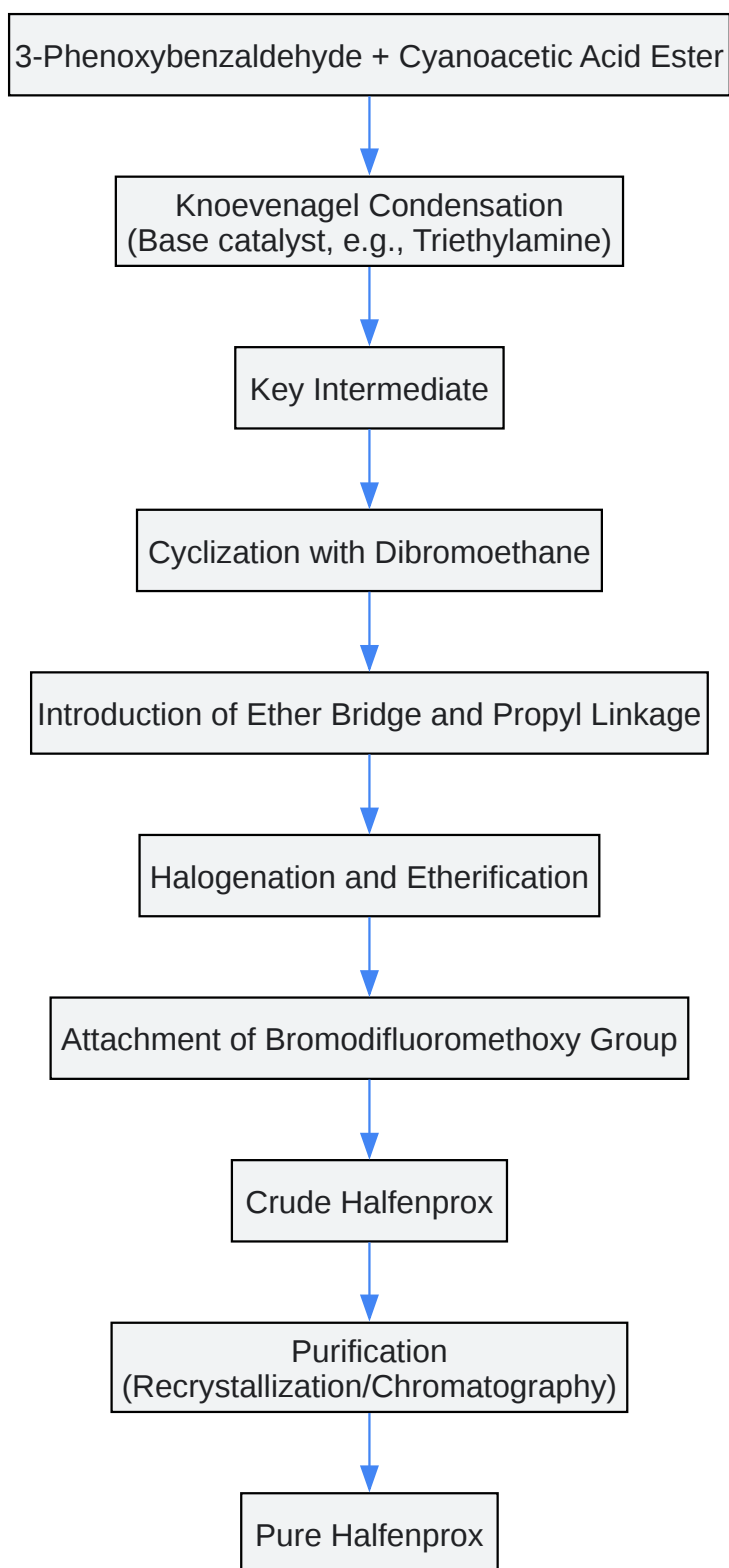 3-Phenoxybenzaldehyde + Cyanoacetic Acid Ester
Knoevenagel Condensation
(Base catalyst, e.g., Triethylamine)
Key Intermediate
Cyclization with Dibromoethane
Introduction of Ether Bridge and Propyl Linkage
Halogenation and Etherification
Attachment of Bromodifluoromethoxy Group
Crude Halfenprox
Purification
(Recrystallization/Chromatography)
Pure Halfenprox